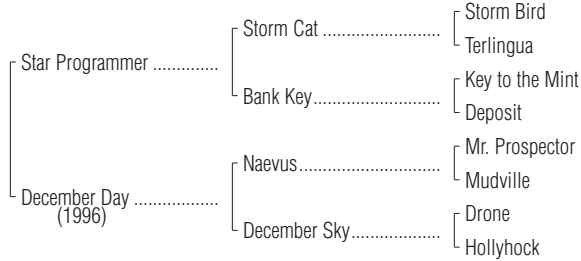 Storm Bird
Storm Cat ........................
Terlingua
Star Programmer ..............
Key to the Mint
Bank Key..........................
Deposit
Mr. Prospector
Naevus.............................
Mudville
December Day .................
(1996)
Drone
December Sky...................
Hollyhock